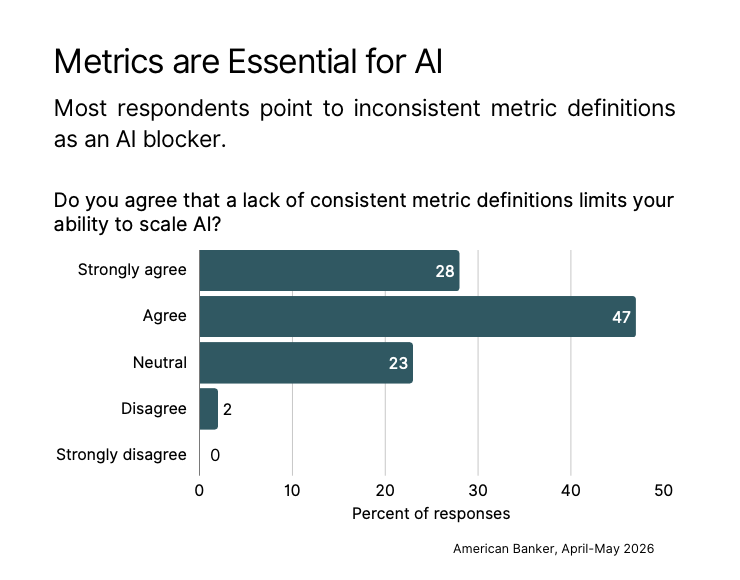 Metrics are Essential for AI
Most respondents point to inconsistent metric definitions
as an AI blocker.
Do you agree that a lack of consistent metric definitions limits your
ability to scale AI?
Strongly agree 28
Agree 47
Neutral 23
Disagree 2
Strongly disagree 0
0 10 20 30 40 50
Percent of responses
American Banker, April-May 2026